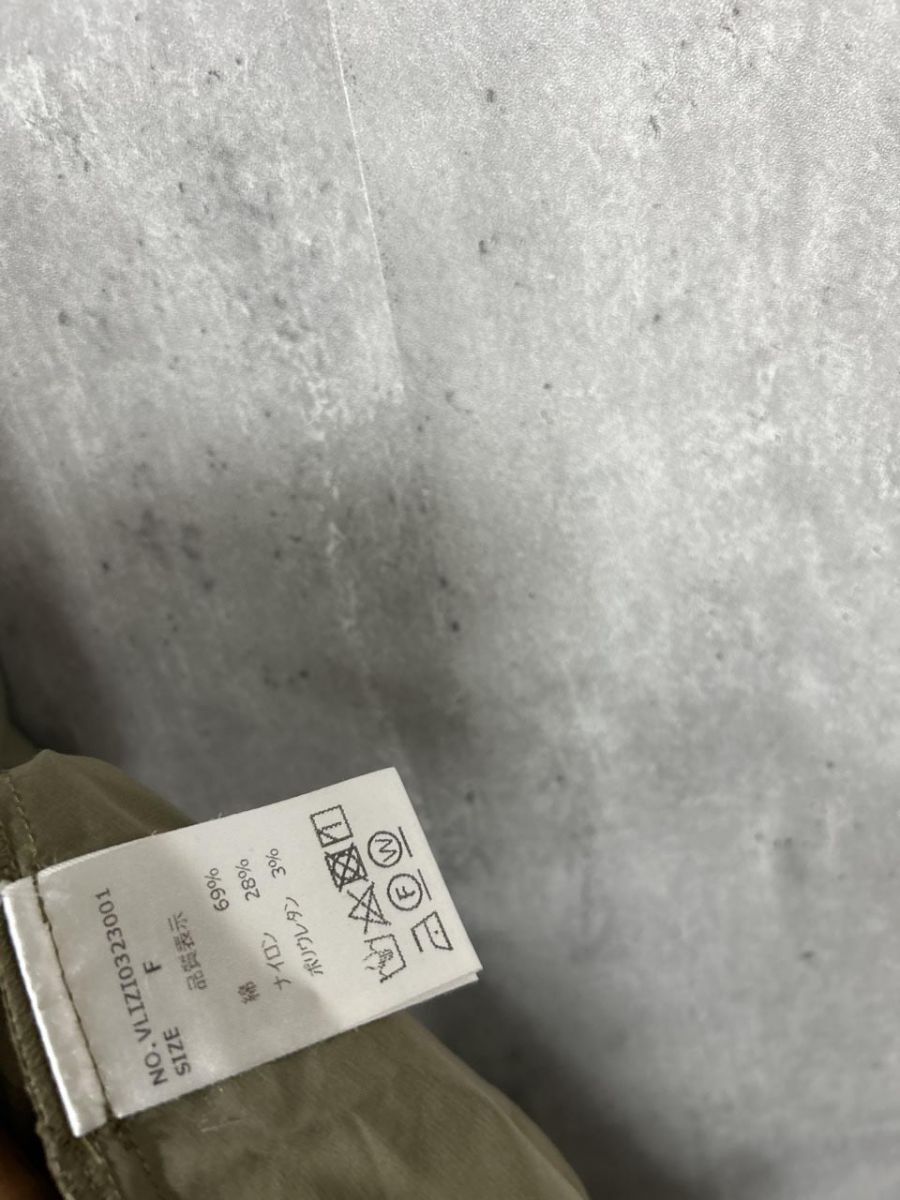 NO.VLIZI0323001
SIZE F
品質表示
綿 69%
ナイロン 28%
ポリウレタン 3%
F W